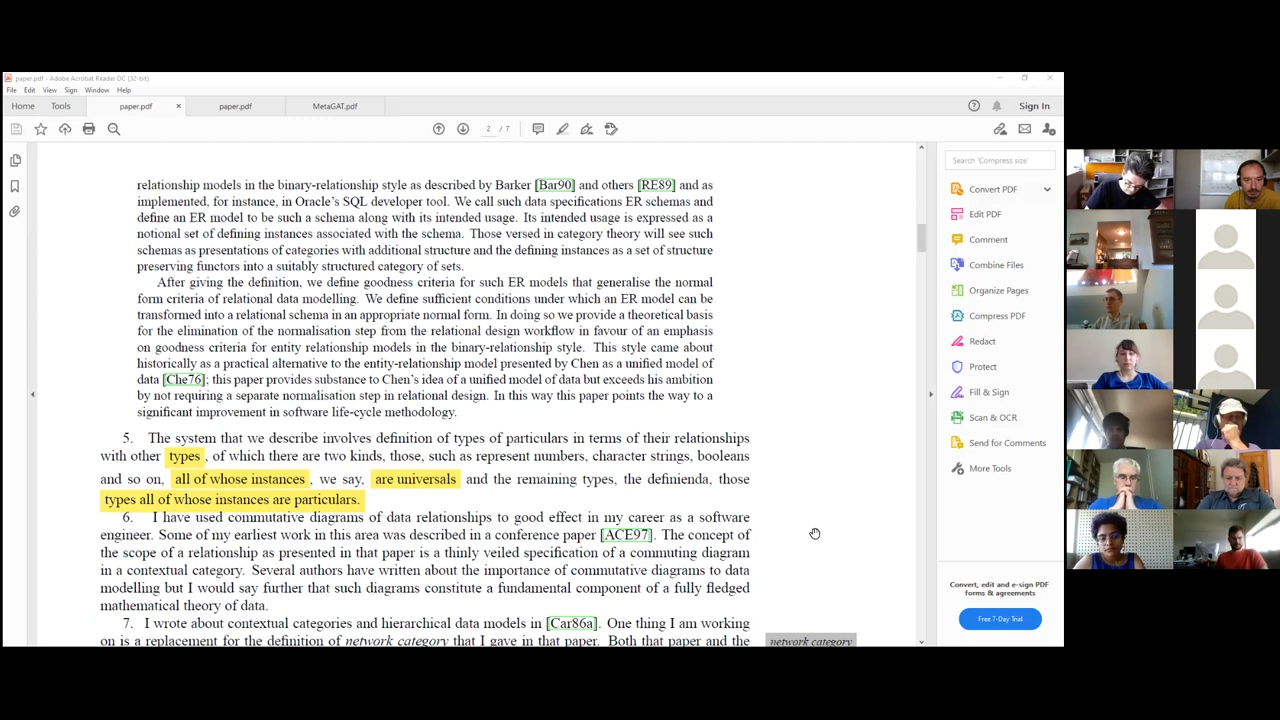 paper.pdf - Adobe Acrobat Reader DC (32-bit)
File Edit View Sign Window Help
Home Tools paper.pdf × paper.pdf MetaGAT.pdf Sign In
2 / 7
relationship models in the binary-relationship style as described by Barker [Bar90] and others [RE89] and as
implemented, for instance, in Oracle's SQL developer tool. We call such data specifications ER schemas and
define an ER model to be such a schema along with its intended usage. Its intended usage is expressed as a
notional set of defining instances associated with the schema. Those versed in category theory will see such
schemas as presentations of categories with additional structure and the defining instances as a set of structure
preserving functors into a suitably structured category of sets.
After giving the definition, we define goodness criteria for such ER models that generalise the normal
form criteria of relational data modelling. We define sufficient conditions under which an ER model can be
transformed into a relational schema in an appropriate normal form. In doing so we provide a theoretical basis
for the elimination of the normalisation step from the relational design workflow in favour of an emphasis
on goodness criteria for entity relationship models in the binary-relationship style. This style came about
historically as a practical alternative to the entity-relationship model presented by Chen as a unified model of
data [Che76]; this paper provides substance to Chen's idea of a unified model of data but exceeds his ambition
by not requiring a separate normalisation step in relational design. In this way this paper points the way to a
significant improvement in software life-cycle methodology.
5. The system that we describe involves definition of types of particulars in terms of their relationships
with other types , of which there are two kinds, those, such as represent numbers, character strings, booleans
and so on, all of whose instances , we say, are universals and the remaining types, the definienda, those
types all of whose instances are particulars.
6. I have used commutative diagrams of data relationships to good effect in my career as a software
engineer. Some of my earliest work in this area was described in a conference paper [ACE97]. The concept of
the scope of a relationship as presented in that paper is a thinly veiled specification of a commuting diagram
in a contextual category. Several authors have written about the importance of commutative diagrams to data
modelling but I would say further that such diagrams constitute a fundamental component of a fully fledged
mathematical theory of data.
7. I wrote about contextual categories and hierarchical data models in [Car86a]. One thing I am working
on is a replacement for the definition of network category that I gave in that paper. Both that paper and the
network category
Search 'Compress size'
Convert PDF
Edit PDF
Comment
Combine Files
Organize Pages
Compress PDF
Redact
Protect
Fill & Sign
Scan & OCR
Send for Comments
More Tools
Convert, edit and e-sign PDF
forms & agreements
Free 7-Day Trial